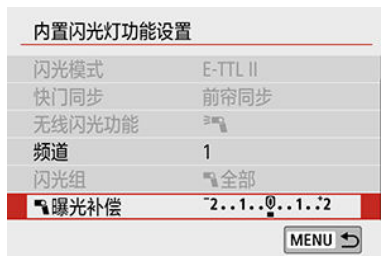 内置闪光灯功能设置
闪光模式 E-TTL II
快门同步 前帘同步
无线闪光功能
频道 1
闪光组 全部
曝光补偿 ⁻2..1..0..1..⁺2
MENU